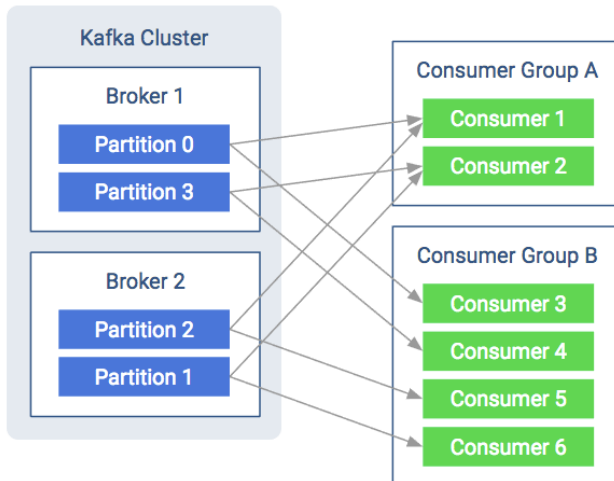 Kafka Cluster
Broker 1
Partition 0
Partition 3
Broker 2
Partition 2
Partition 1
Consumer Group A
Consumer 1
Consumer 2
Consumer Group B
Consumer 3
Consumer 4
Consumer 5
Consumer 6